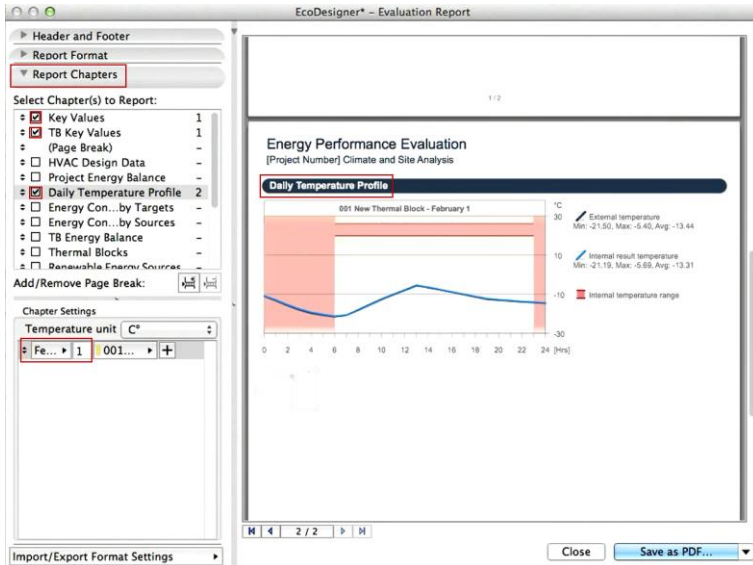 EcoDesigner* – Evaluation Report
Header and Footer
Report Format
Report Chapters
Select Chapter(s) to Report:
Key Values 1
TB Key Values 1
(Page Break) –
HVAC Design Data –
Project Energy Balance –
Daily Temperature Profile 2
Energy Con...by Targets –
Energy Con...by Sources –
TB Energy Balance –
Thermal Blocks –
Renewable Energy Sources –
Add/Remove Page Break:
Chapter Settings
Temperature unit C°
Fe... 1 001... +
Import/Export Format Settings
1 / 2
Energy Performance Evaluation
[Project Number] Climate and Site Analysis
Daily Temperature Profile
001 New Thermal Block - February 1
°C
30
10
-10
-30
0 2 4 6 8 10 12 14 16 18 20 22 24 [Hrs]
External temperature
Min: -21.50, Max: -5.40, Avg: -13.44
Internal result temperature
Min: -21.19, Max: -5.69, Avg: -13.31
Internal temperature range
2 / 2
Close
Save as PDF...